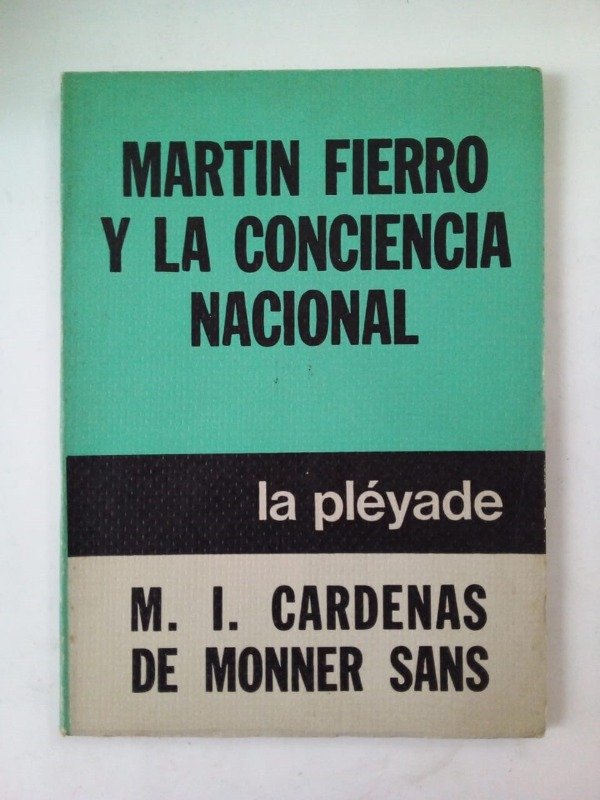 MARTIN FIERRO
Y LA CONCIENCIA
NACIONAL
la pléyade
M. I. CARDENAS
DE MONNER SANS